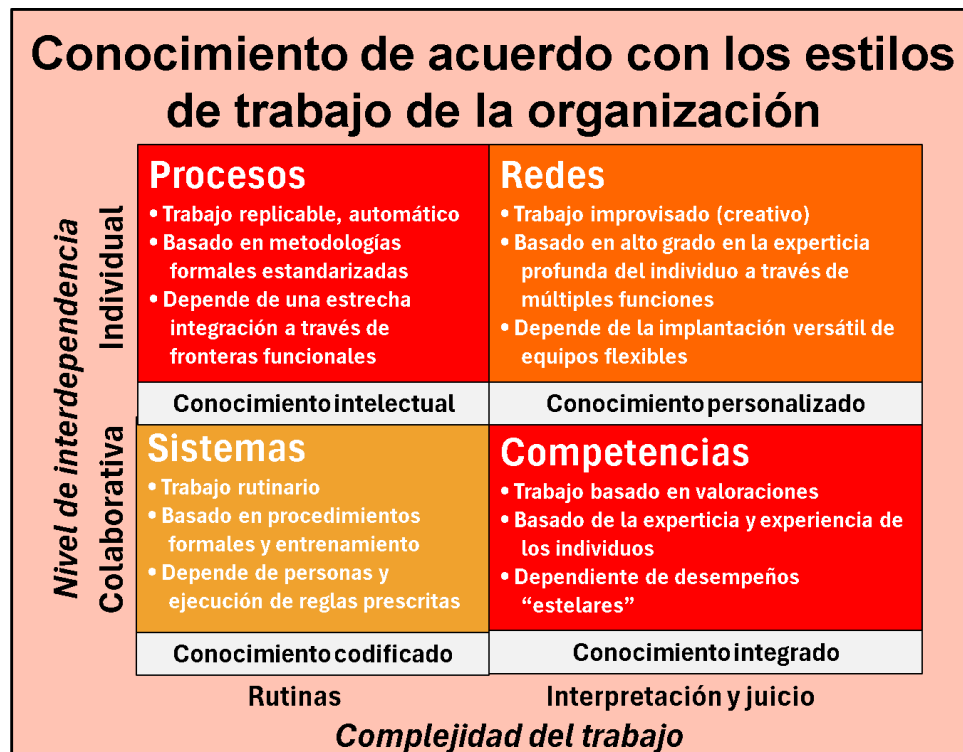 Conocimiento de acuerdo con los estilos
de trabajo de la organización
Nivel de interdependencia
Individual
Procesos
• Trabajo replicable, automático
• Basado en metodologías
formales estandarizadas
• Depende de una estrecha
integración a través de
fronteras funcionales
Conocimiento intelectual
Redes
• Trabajo improvisado (creativo)
• Basado en alto grado en la experticia
profunda del individuo a través de
múltiples funciones
• Depende de la implantación versátil de
equipos flexibles
Conocimiento personalizado
Colaborativa
Sistemas
• Trabajo rutinario
• Basado en procedimientos
formales y entrenamiento
• Depende de personas y
ejecución de reglas prescritas
Conocimiento codificado
Competencias
• Trabajo basado en valoraciones
• Basado de la experticia y experiencia de
los individuos
• Dependiente de desempeños
“estelares”
Conocimiento integrado
Rutinas
Interpretación y juicio
Complejidad del trabajo